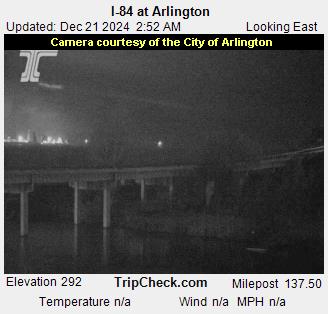 I-84 at Arlington
Updated: Dec 21 2024 2:52 AM Looking East
Camera courtesy of the City of Arlington
Elevation 292 TripCheck.com Milepost 137.50
Temperature n/a Wind n/a MPH n/a